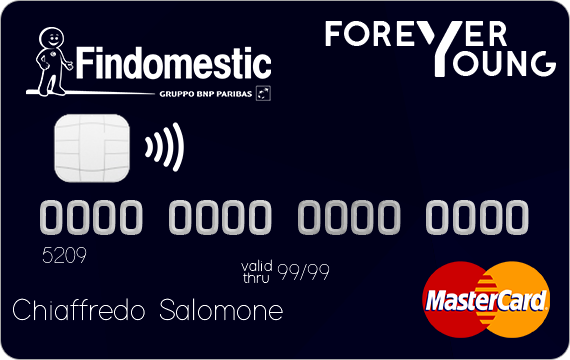 Findomestic
GRUPPO BNP PARIBAS
FOREVER
YOUNG
0000 0000 0000 0000
5209
valid
thru 99/99
Chiaffredo Salomone
MasterCard